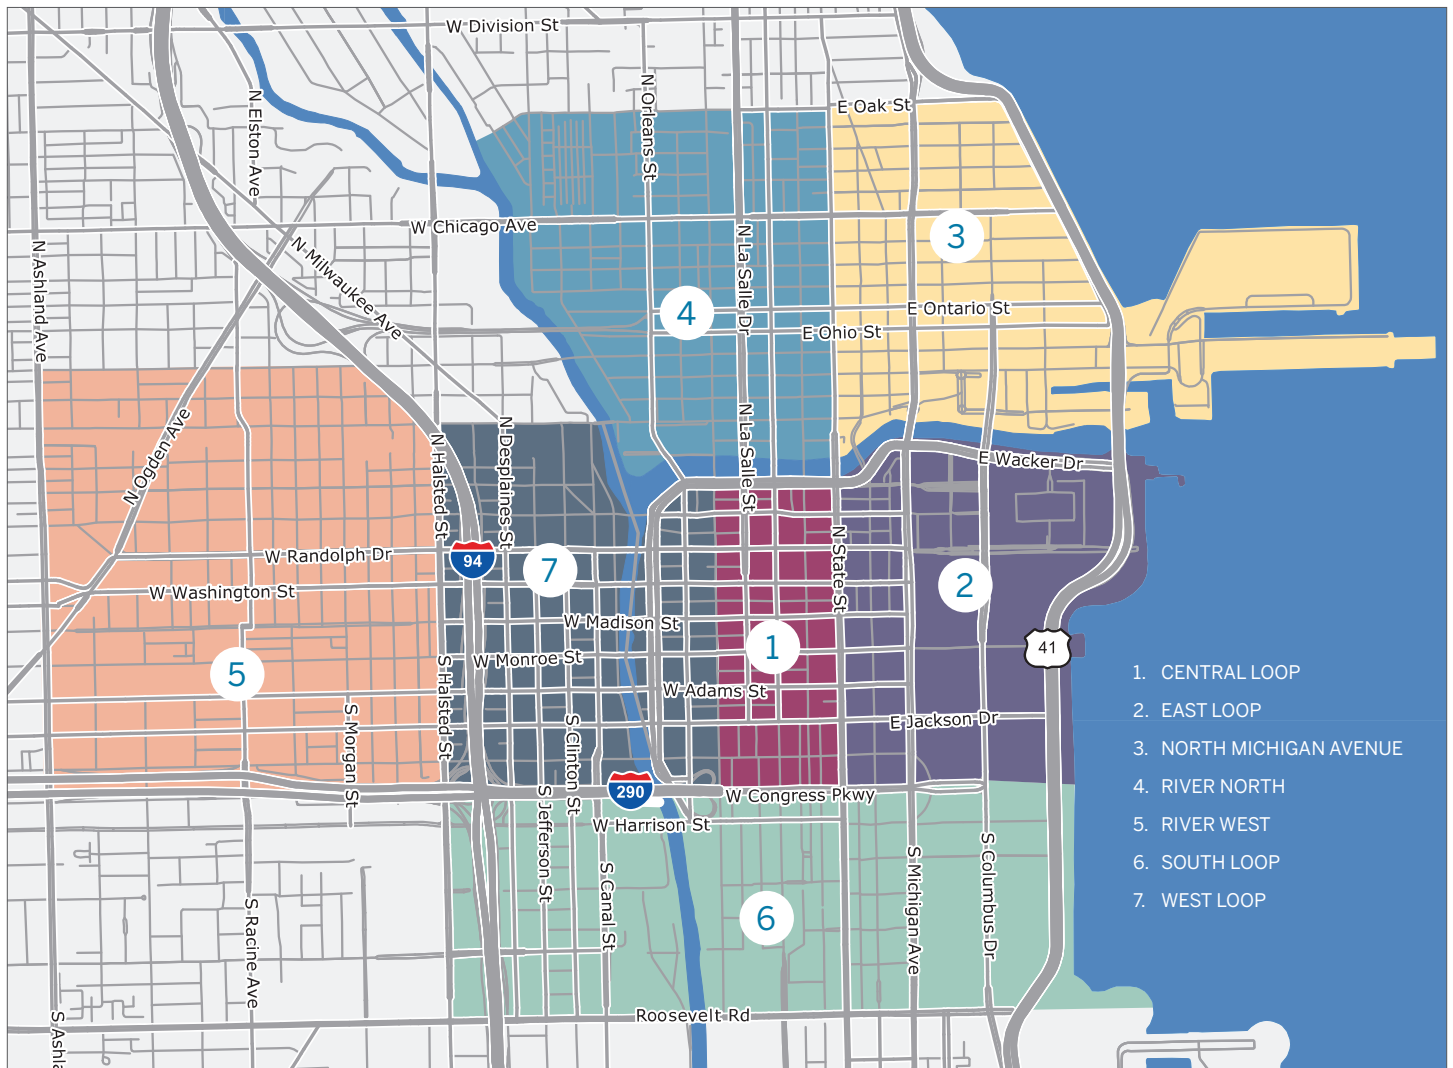 W Division St
N Elston Ave
N Orleans St
E Oak St
W Chicago Ave
N Ashland Ave
N Milwaukee Ave
N La Salle Dr
3
4
E Ontario St
E Ohio St
N Ogden Ave
N Halsted St
N Desplaines St
N La Salle St
E Wacker Dr
W Randolph Dr
94
7
N State St
2
W Washington St
W Madison St
1
41
W Monroe St
5
S Halsted St
W Adams St
S Morgan St
S Clinton St
E Jackson Dr
290
W Congress Pkwy
S Jefferson St
W Harrison St
S Canal St
6
S Michigan Ave
S Columbus Dr
S Racine Ave
Roosevelt Rd
S Ashla
1. CENTRAL LOOP
2. EAST LOOP
3. NORTH MICHIGAN AVENUE
4. RIVER NORTH
5. RIVER WEST
6. SOUTH LOOP
7. WEST LOOP